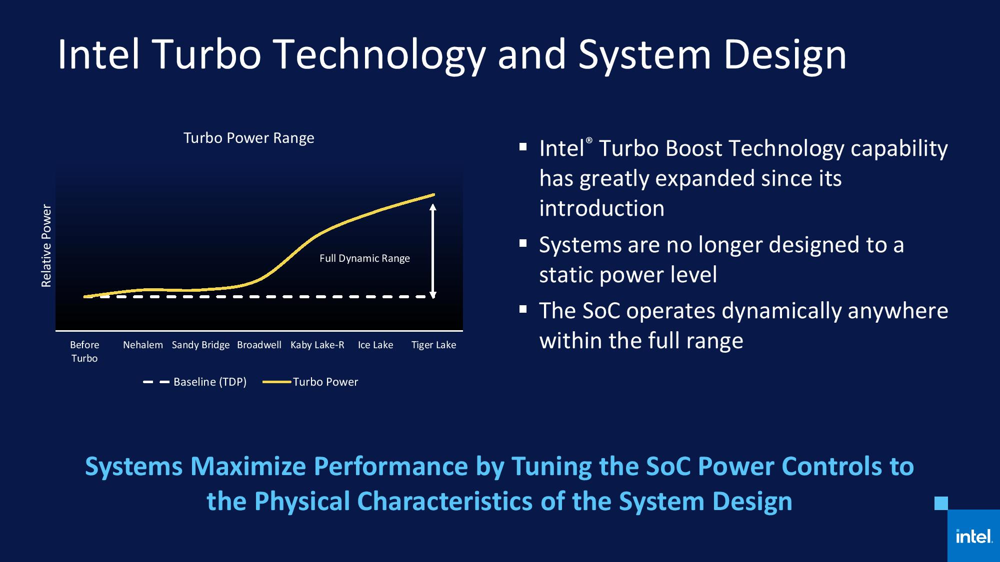 Intel Turbo Technology and System Design
Turbo Power Range
Relative Power
Full Dynamic Range
Before
Turbo
Nehalem
Sandy Bridge
Broadwell
Kaby Lake-R
Ice Lake
Tiger Lake
Baseline (TDP)
Turbo Power
▪ Intel® Turbo Boost Technology capability
has greatly expanded since its
introduction
▪ Systems are no longer designed to a
static power level
▪ The SoC operates dynamically anywhere
within the full range
Systems Maximize Performance by Tuning the SoC Power Controls to
the Physical Characteristics of the System Design
intel.